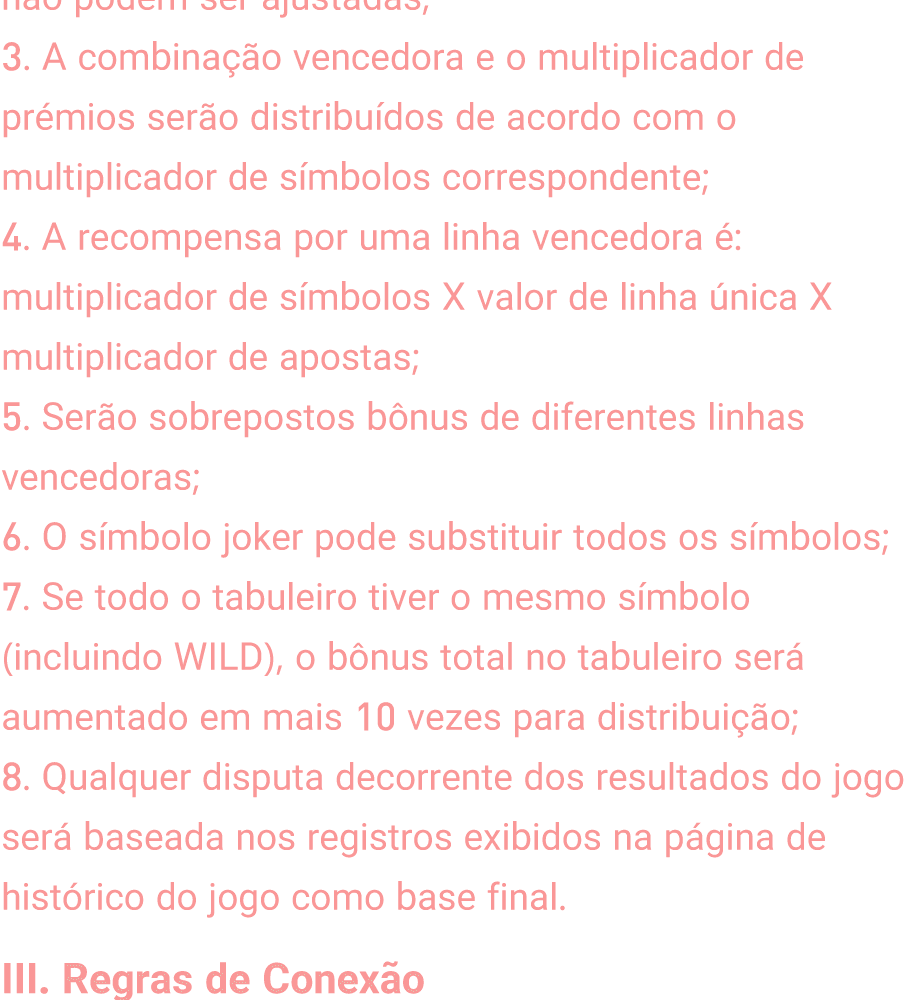 não podem ser ajustadas;
3. A combinação vencedora e o multiplicador de
prémios serão distribuídos de acordo com o
multiplicador de símbolos correspondente;
4. A recompensa por uma linha vencedora é:
multiplicador de símbolos X valor de linha única X
multiplicador de apostas;
5. Serão sobrepostos bônus de diferentes linhas
vencedoras;
6. O símbolo joker pode substituir todos os símbolos;
7. Se todo o tabuleiro tiver o mesmo símbolo
(incluindo WILD), o bônus total no tabuleiro será
aumentado em mais 10 vezes para distribuição;
8. Qualquer disputa decorrente dos resultados do jogo
será baseada nos registros exibidos na página de
histórico do jogo como base final.
III. Regras de Conexão